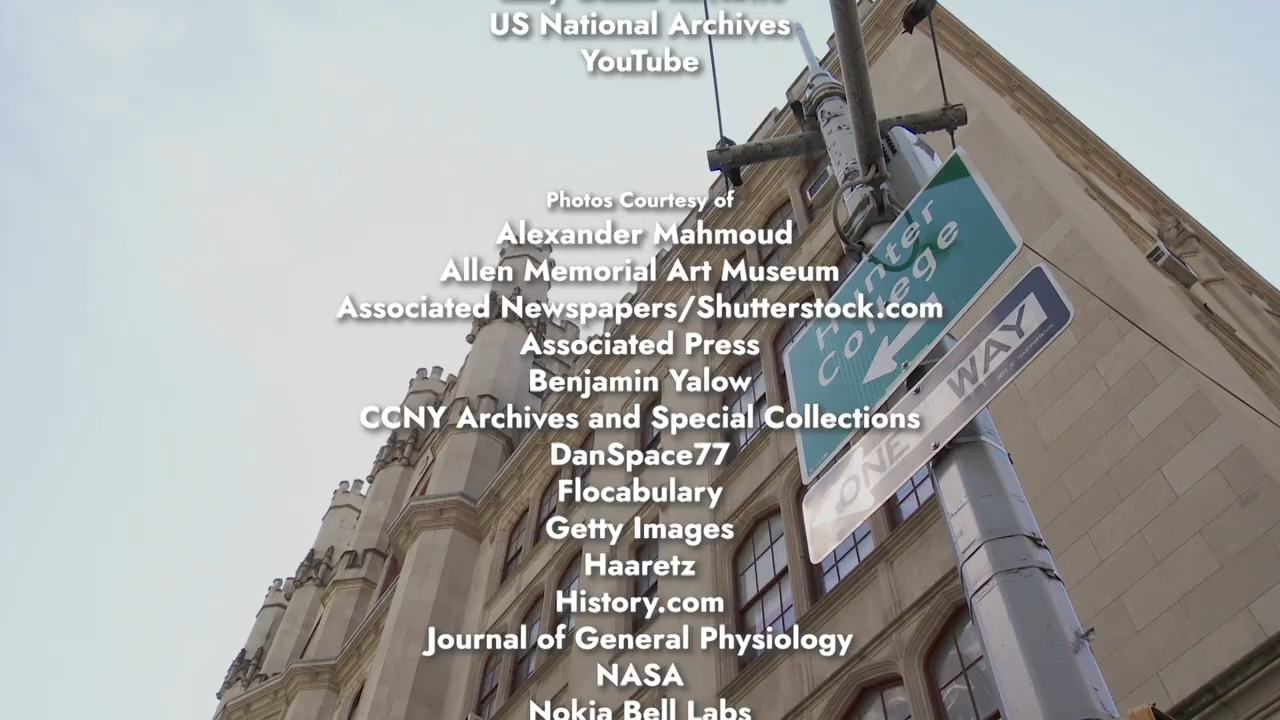 US National Archives
YouTube
Photos Courtesy of
Alexander Mahmoud
Allen Memorial Art Museum
Associated Newspapers/Shutterstock.com
Associated Press
Benjamin Yalow
CCNY Archives and Special Collections
DanSpace77
Flocabulary
Getty Images
Haaretz
History.com
Journal of General Physiology
NASA
Nokia Bell Labs
Hunter
College
ONE WAY